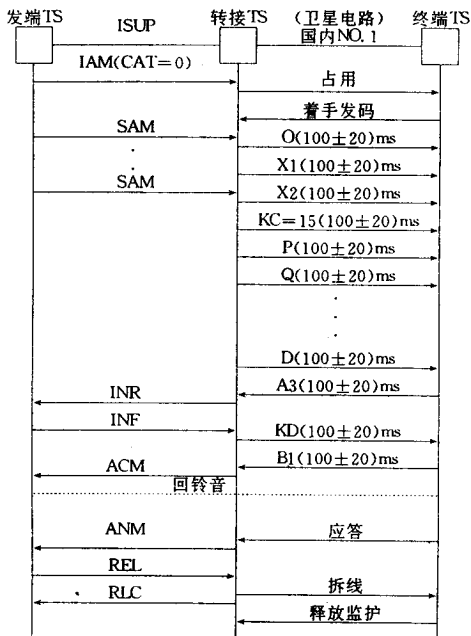 发端TS 转接TS (卫星电路) 终端TS
ISUP 国内NO.1
IAM(CAT=0)
占用
着手发码
SAM
O(100±20)ms
X1(100±20)ms
SAM
X2(100±20)ms
KC=15(100±20)ms
P(100±20)ms
Q(100±20)ms
D(100±20)ms
A3(100±20)ms
INR
INF
KD(100±20)ms
B1(100±20)ms
ACM
回铃音
ANM
应答
REL
拆线
RLC
释放监护